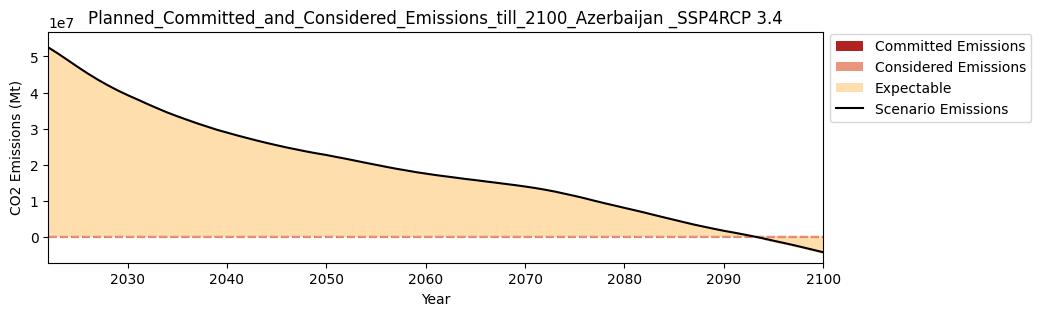 Planned_Committed_and_Considered_Emissions_till_2100_Azerbaijan _SSP4RCP 3.4
1e7
5
4
3
2
1
0
CO2 Emissions (Mt)
2030 2040 2050 2060 2070 2080 2090 2100
Year
Committed Emissions
Considered Emissions
Expectable
Scenario Emissions